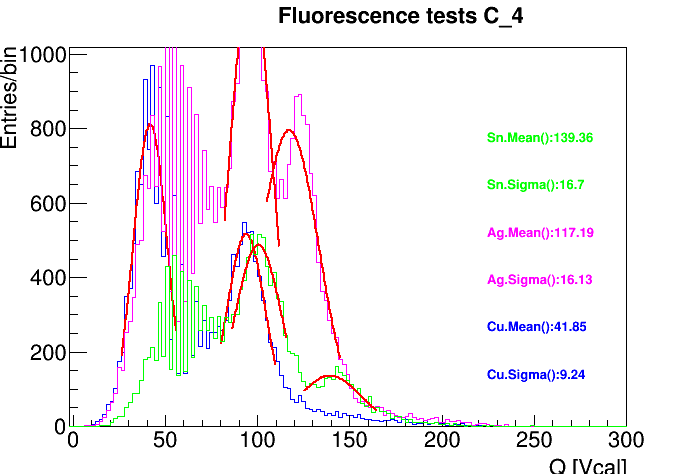 Fluorescence tests C_4
Entries/bin
1000
800
600
400
200
0
Sn.Mean():139.36
Sn.Sigma():16.7
Ag.Mean():117.19
Ag.Sigma():16.13
Cu.Mean():41.85
Cu.Sigma():9.24
0 50 100 150 200 250 300
Q [Vcal]